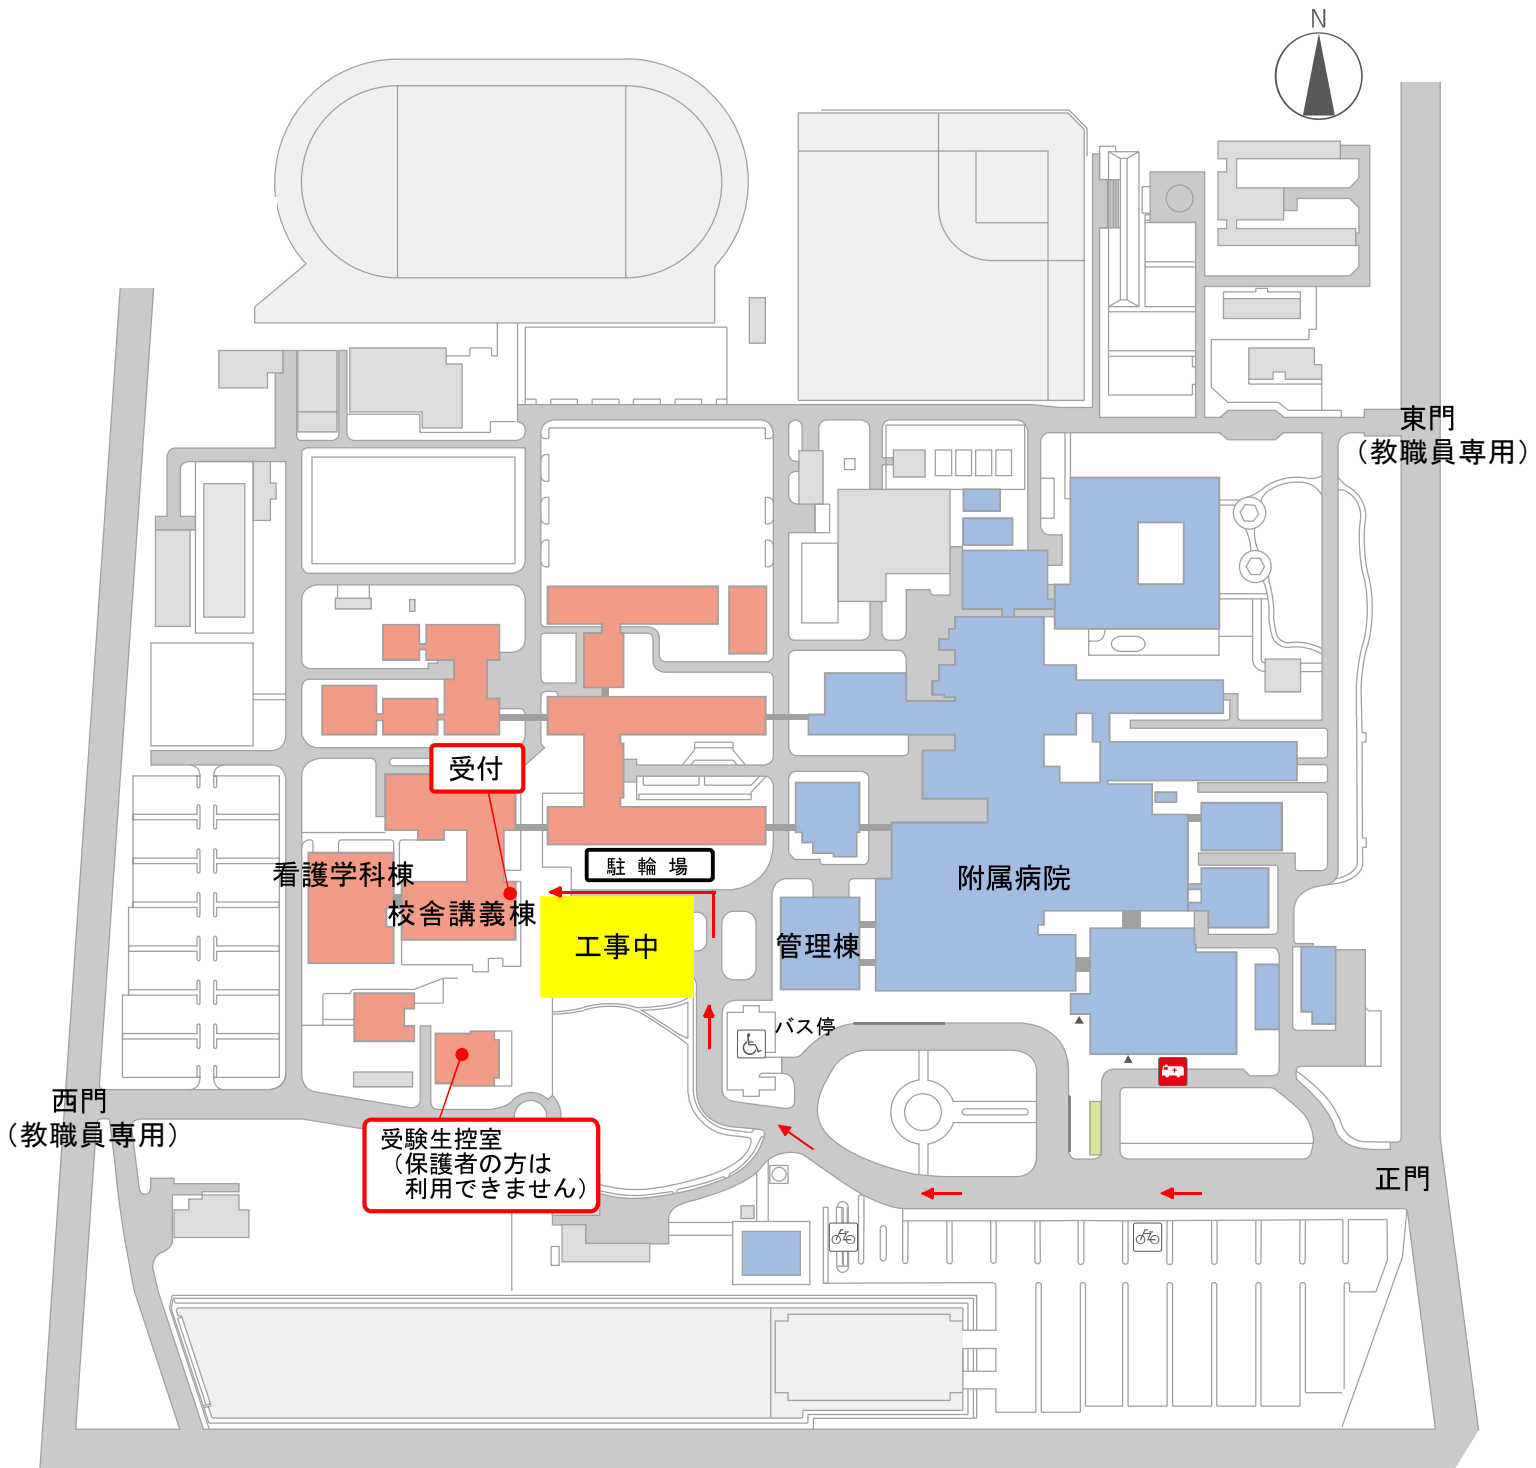 N
東門
（教職員専用）
受付
駐輪場
看護学科棟
校舎講義棟
附属病院
工事中
管理棟
バス停
西門
（教職員専用）
受験生控室
（保護者の方は
利用できません）
正門